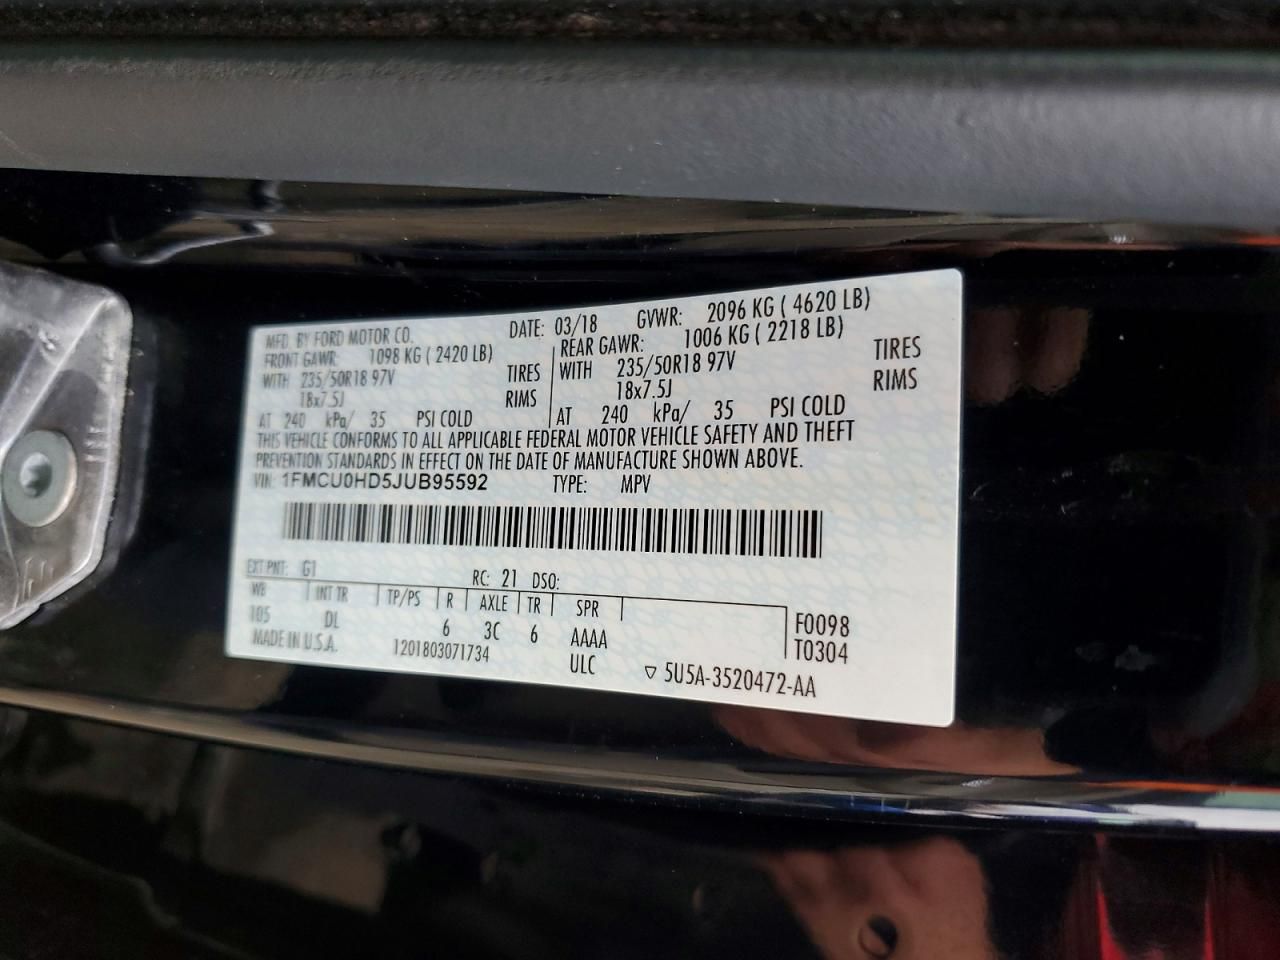 MFD. BY FORD MOTOR CO. DATE: 03/18 GVWR: 2096 KG ( 4620 LB)
FRONT GAWR: 1098 KG ( 2420 LB) REAR GAWR: 1006 KG ( 2218 LB)
WITH 235/50R18 97V TIRES WITH 235/50R18 97V TIRES
18x7.5J RIMS 18x7.5J RIMS
AT 240 kPa/ 35 PSI COLD AT 240 kPa/ 35 PSI COLD
THIS VEHICLE CONFORMS TO ALL APPLICABLE FEDERAL MOTOR VEHICLE SAFETY AND THEFT
PREVENTION STANDARDS IN EFFECT ON THE DATE OF MANUFACTURE SHOWN ABOVE.
VIN: 1FMCU0HD5JUB95592 TYPE: MPV
EXT PNT: G1 RC: 21 DSO:
WB INT TR TP/PS R AXLE TR SPR
105 DL 6 3C 6 AAAA F0098
MADE IN U.S.A. 1201803071734 ULC T0304
▽ 5U5A-3520472-AA